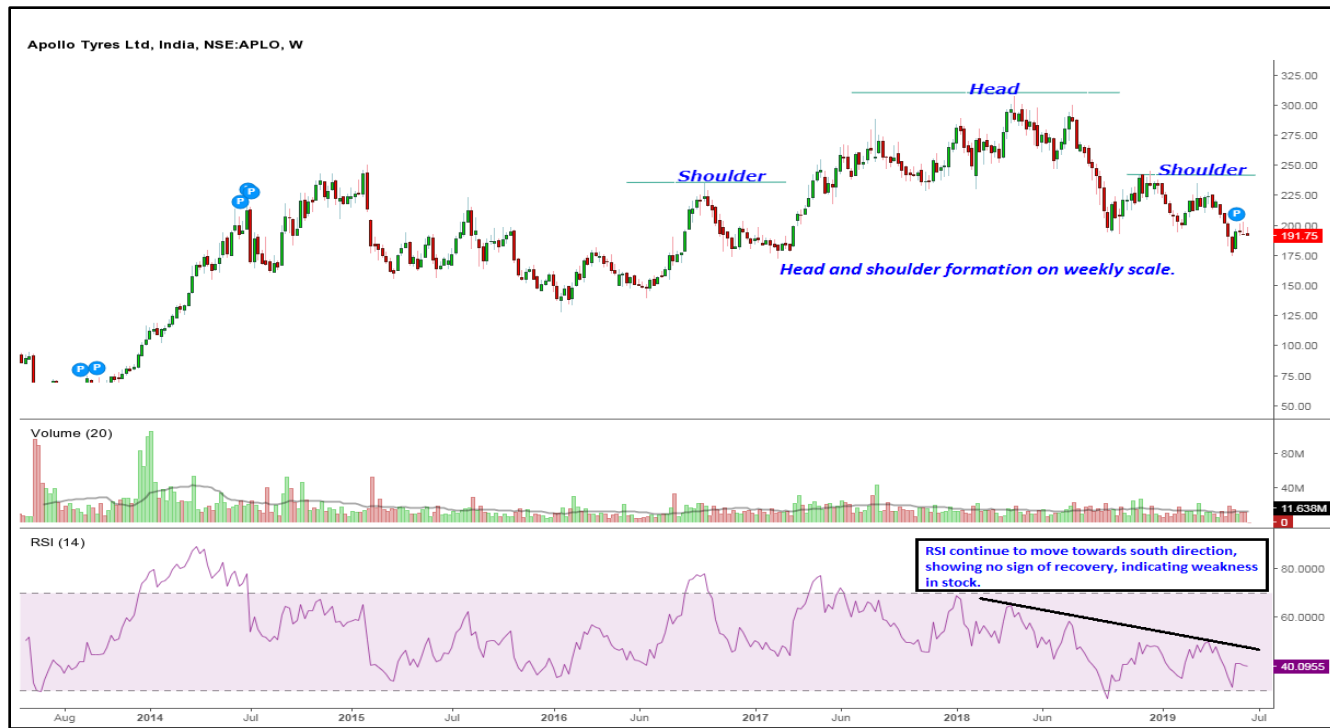 Apollo Tyres Ltd, India, NSE:APLO, W
325.00
Head
300.00
275.00
250.00
Shoulder
Shoulder
225.00
P
P
P
200.00
191.75
175.00
Head and shoulder formation on weekly scale.
150.00
125.00
100.00
P
P
75.00
50.00
Volume (20)
80M
40M
11.638M
0
RSI (14)
RSI continue to move towards south direction,
showing no sign of recovery, indicating weakness
in stock.
80.0000
60.0000
40.0955
Aug 2014 Jul 2015 Jul 2016 Jun 2017 Jun 2018 Jun 2019 Jul